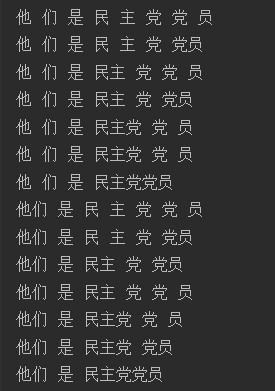 他 们 是 民 主 党 党 员
他 们 是 民 主 党 党员
他 们 是 民主 党 党 员
他 们 是 民主 党 党员
他 们 是 民主党 党 员
他 们 是 民主党 党 员
他 们 是 民主党党员
他们 是 民 主 党 党 员
他们 是 民 主 党 党员
他们 是 民主 党 党员
他们 是 民主 党 党 员
他们 是 民主党 党 员
他们 是 民主党 党员
他们 是 民主党党员